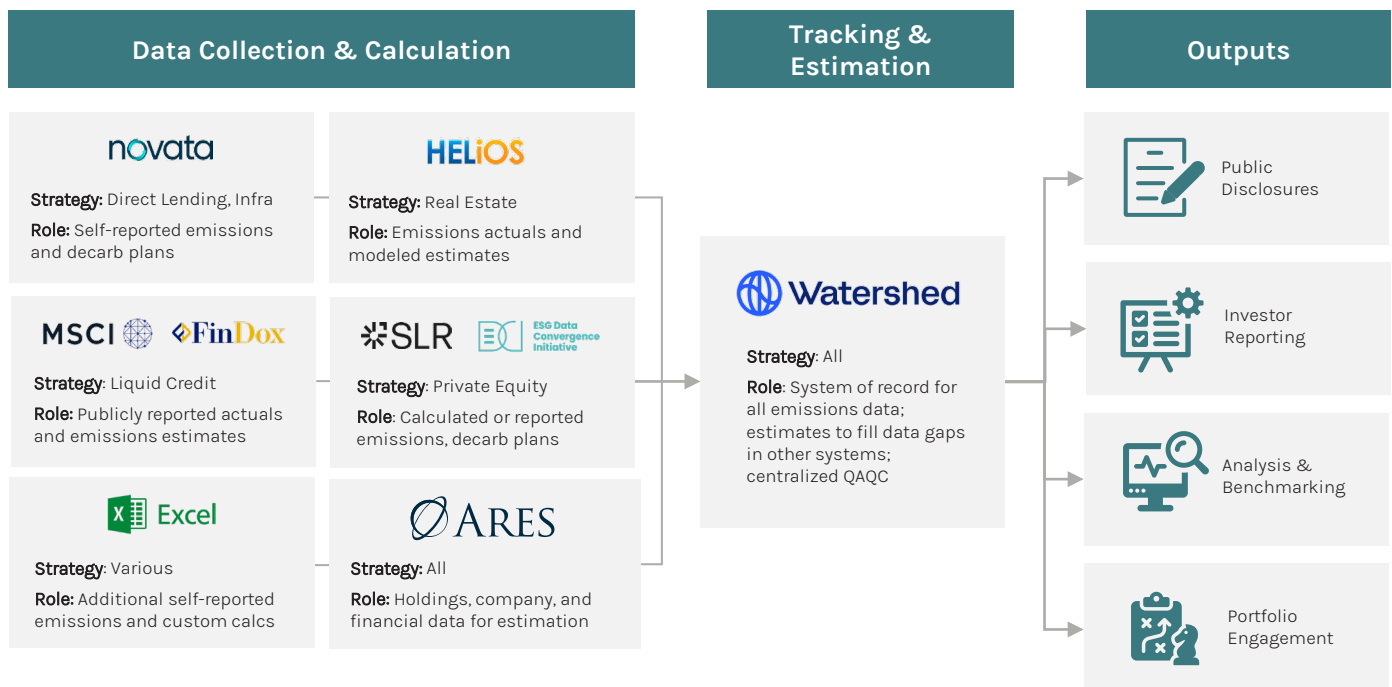 Data Collection & Calculation
Tracking &
Estimation
Outputs
novata
Strategy: Direct Lending, Infra
Role: Self-reported emissions
and decarb plans
HELiOS
Strategy: Real Estate
Role: Emissions actuals and
modeled estimates
MSCI
FinDox
Strategy: Liquid Credit
Role: Publicly reported actuals
and emissions estimates
SLR
ESG Data
Convergence
Initiative
Strategy: Private Equity
Role: Calculated or reported
emissions, decarb plans
X
Excel
Strategy: Various
Role: Additional self-reported
emissions and custom calcs
ARES
Strategy: All
Role: Holdings, company, and
financial data for estimation
Watershed
Strategy: All
Role: System of record for
all emissions data;
estimates to fill data gaps
in other systems;
centralized QAQC
Public
Disclosures
Investor
Reporting
Analysis &
Benchmarking
Portfolio
Engagement